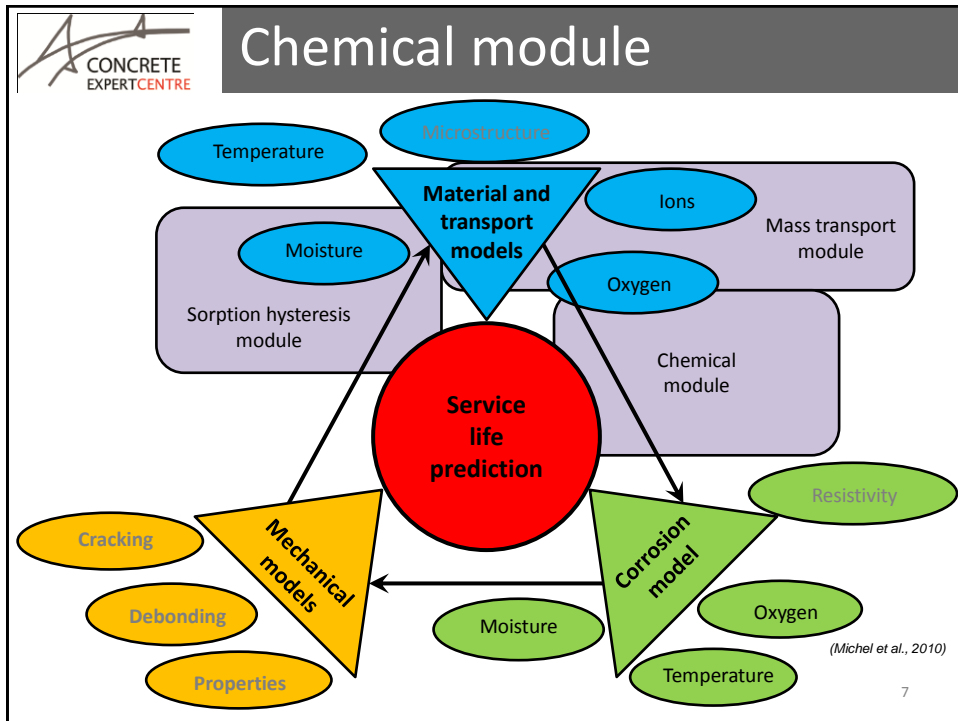 CONCRETE
EXPERTCENTRE
Chemical module
Microstructure
Temperature
Material and
transport
models
Ions
Mass transport
module
Moisture
Oxygen
Sorption hysteresis
module
Chemical
module
Service
life
prediction
Resistivity
Cracking
Mechanical
models
Corrosion
model
Debonding
Moisture
Oxygen
(Michel et al., 2010)
Properties
Temperature
7